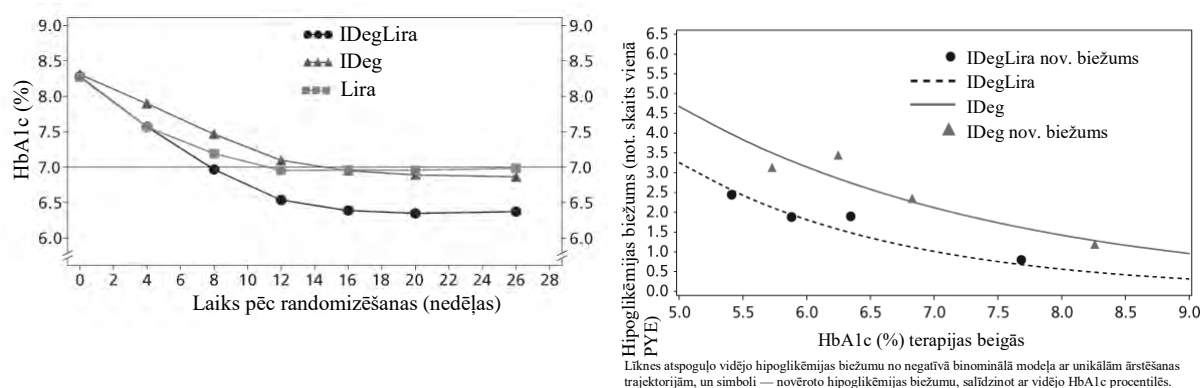 9.0
8.5
8.0
7.5
7.0
6.5
6.0
HbA1c (%)
IDegLira
IDeg
Lira
9.0
8.5
8.0
7.5
7.0
6.5
6.0
0 2 4 6 8 10 12 14 16 18 20 22 24 26 28
Laiks pēc randomizēšanas (nedēļas)
Hipoglikēmijas biežums (not. skaits vienā
PYE)
6.5
6.0
5.5
5.0
4.5
4.0
3.5
3.0
2.5
2.0
1.5
1.0
0.5
0.0
IDegLira nov. biežums
IDegLira
IDeg
IDeg nov. biežums
5.0 5.5 6.0 6.5 7.0 7.5 8.0 8.5 9.0
HbA1c (%) terapijas beigās
Līknes atspoguļo vidējo hipoglikēmijas biežumu no negatīvā binominālā modeļa ar unikālām ārstēšanas
trajektorijām, un simboli — novēroto hipoglikēmijas biežumu, salīdzinot ar vidējo HbA1c procentilēs.